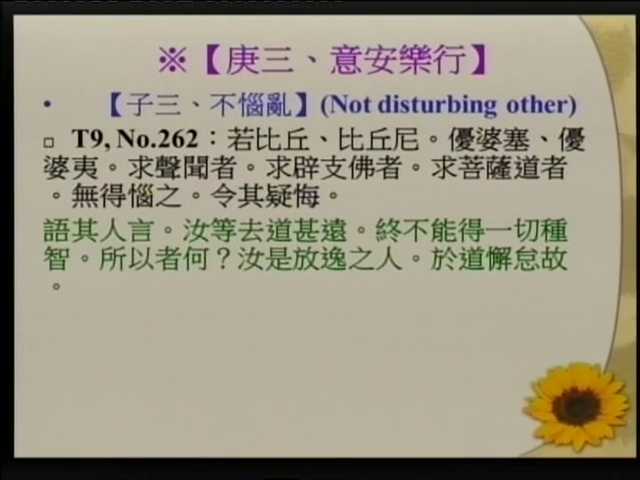 ※【庚三、意安樂行】
• 【子三、不惱亂】(Not disturbing other)
□ T9, No.262：若比丘、比丘尼。優婆塞、優
婆夷。求聲聞者。求辟支佛者。求菩薩道者
。無得惱之。令其疑悔。
語其人言。汝等去道甚遠。終不能得一切種
智。所以者何？汝是放逸之人。於道懈怠故
。